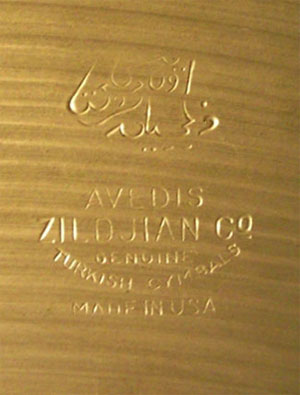 AVEDIS
ZILDJIAN CO
GENUINE
TURKISH CYMBALS
MADE IN USA